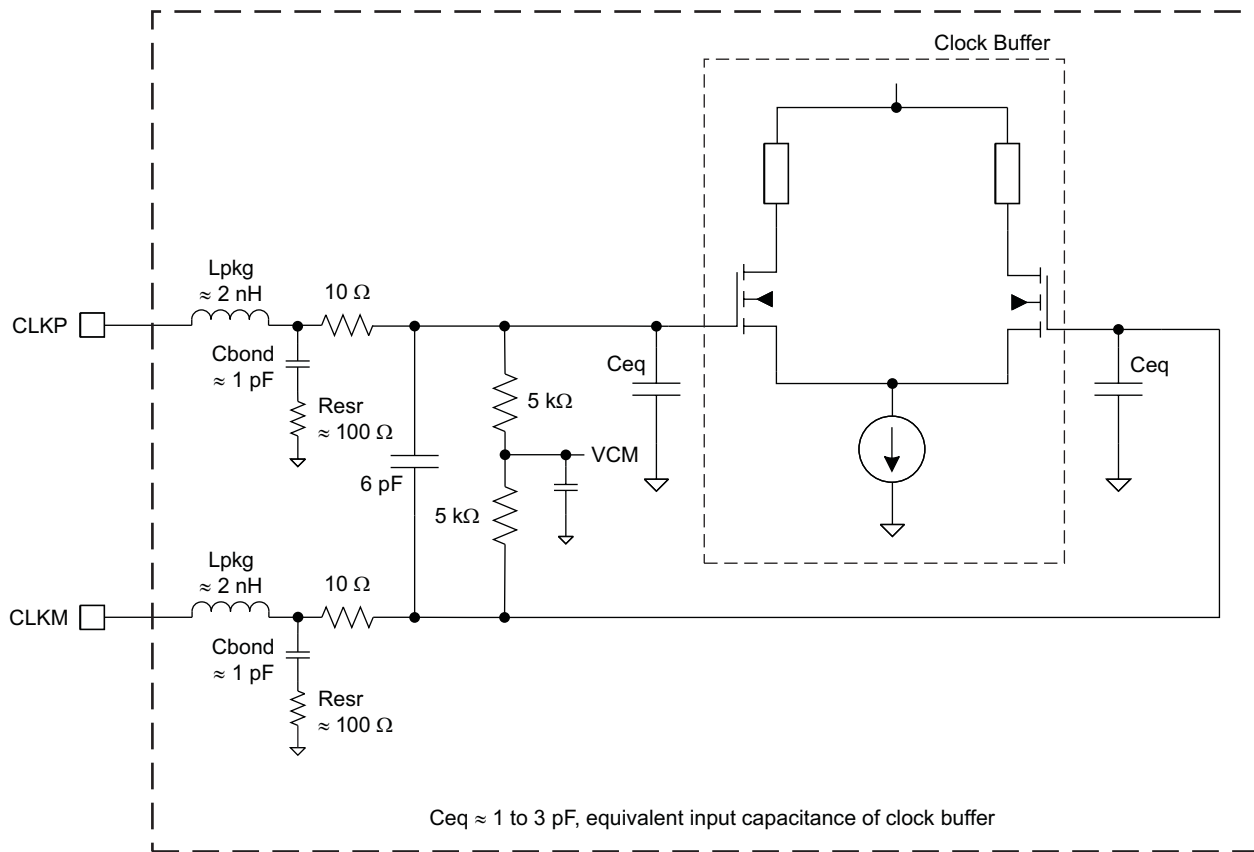 Clock Buffer
Lpkg
≈ 2 nH
10 Ω
CLKP
Cbond
≈ 1 pF
Resr
≈ 100 Ω
5 kΩ
Ceq
Ceq
VCM
6 pF
5 kΩ
Lpkg
≈ 2 nH
10 Ω
CLKM
Cbond
≈ 1 pF
Resr
≈ 100 Ω
Ceq ≈ 1 to 3 pF, equivalent input capacitance of clock buffer